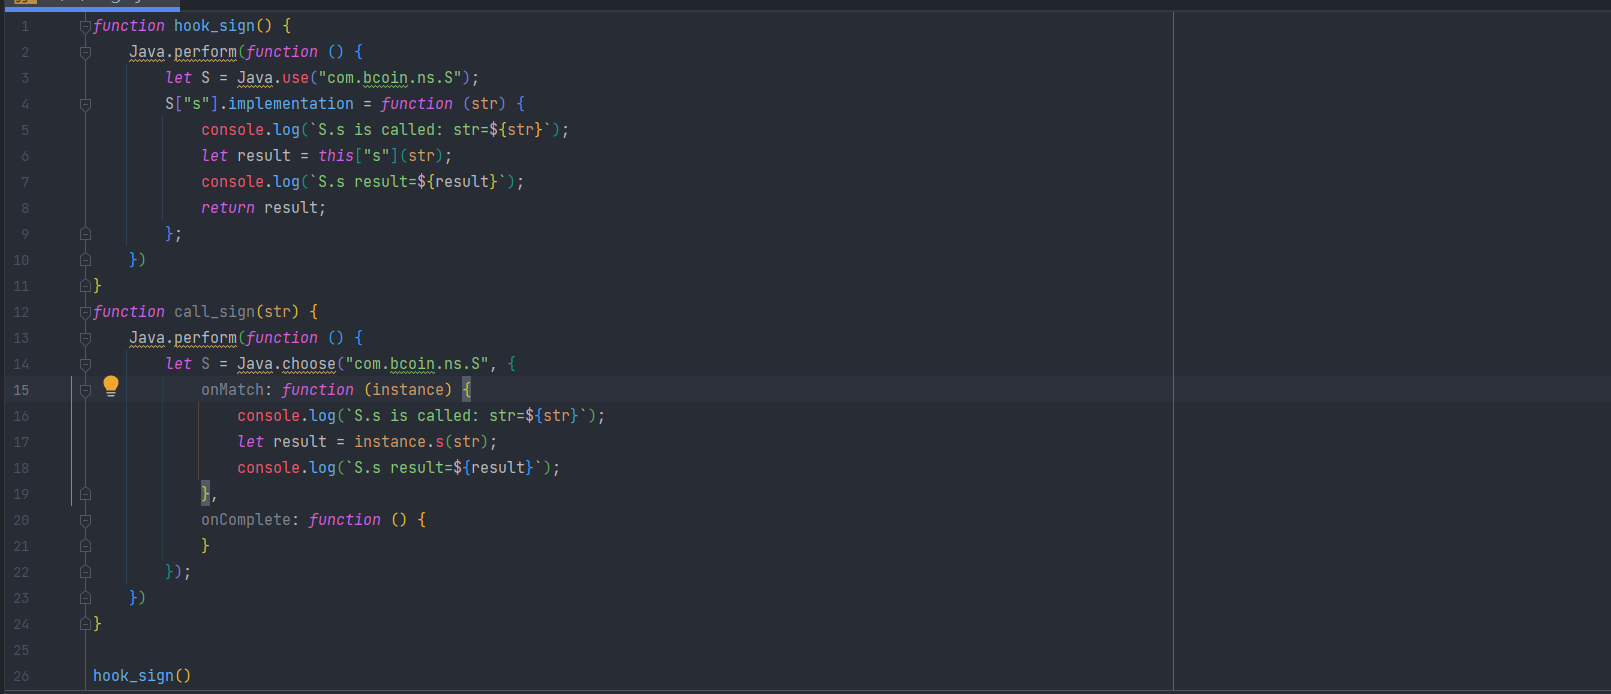 1 function hook_sign() {
2 Java.perform(function () {
3 let S = Java.use("com.bcoin.ns.S");
4 S["s"].implementation = function (str) {
5 console.log(`S.s is called: str=${str}`);
6 let result = this["s"](str);
7 console.log(`S.s result=${result}`);
8 return result;
9 };
10 })
11 }
12 function call_sign(str) {
13 Java.perform(function () {
14 let S = Java.choose("com.bcoin.ns.S", {
15 onMatch: function (instance) {
16 console.log(`S.s is called: str=${str}`);
17 let result = instance.s(str);
18 console.log(`S.s result=${result}`);
19 },
20 onComplete: function () {
21 }
22 });
23 })
24 }
25
26 hook_sign()